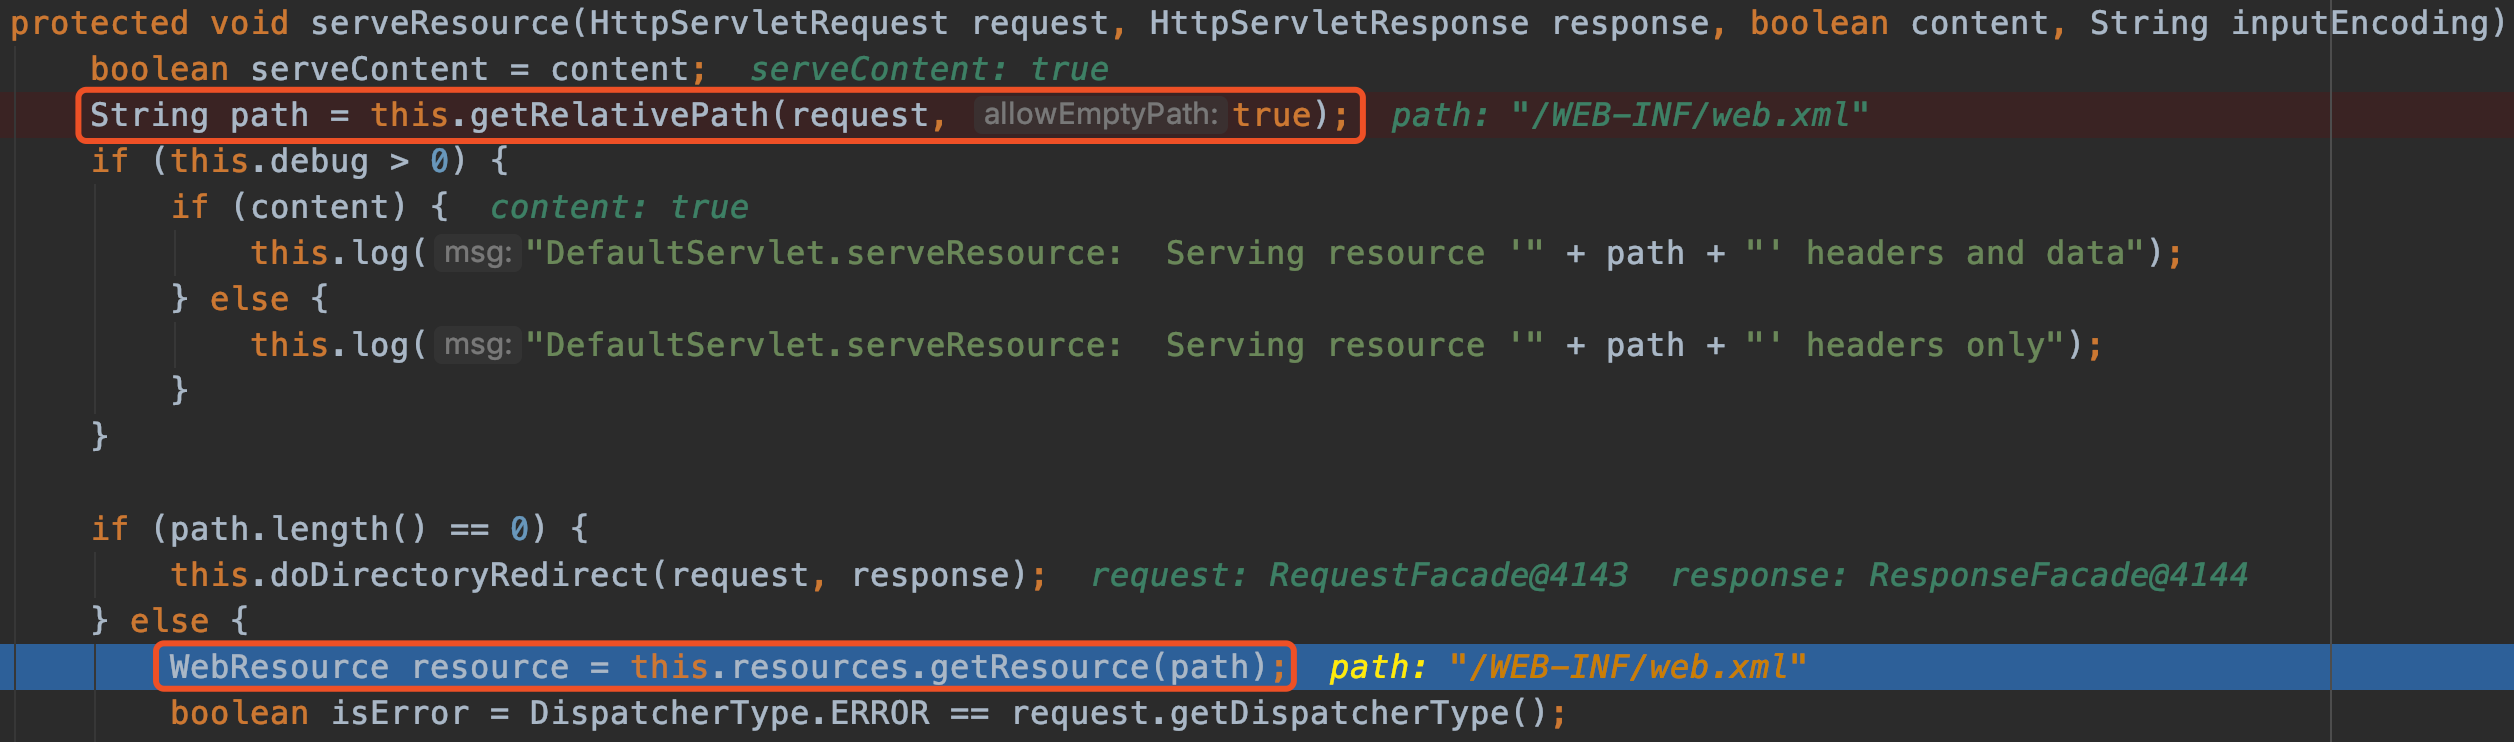 protected void serveResource(HttpServletRequest request, HttpServletResponse response, boolean content, String inputEncoding)
boolean serveContent = content; serveContent: true
String path = this.getRelativePath(request, allowEmptyPath: true); path: "/WEB-INF/web.xml"
if (this.debug > 0) {
if (content) { content: true
this.log( msg: "DefaultServlet.serveResource:  Serving resource '" + path + "' headers and data");
} else {
this.log( msg: "DefaultServlet.serveResource:  Serving resource '" + path + "' headers only");
}
}
if (path.length() == 0) {
this.doDirectoryRedirect(request, response); request: RequestFacade@4143 response: ResponseFacade@4144
} else {
WebResource resource = this.resources.getResource(path); path: "/WEB-INF/web.xml"
boolean isError = DispatcherType.ERROR == request.getDispatcherType();